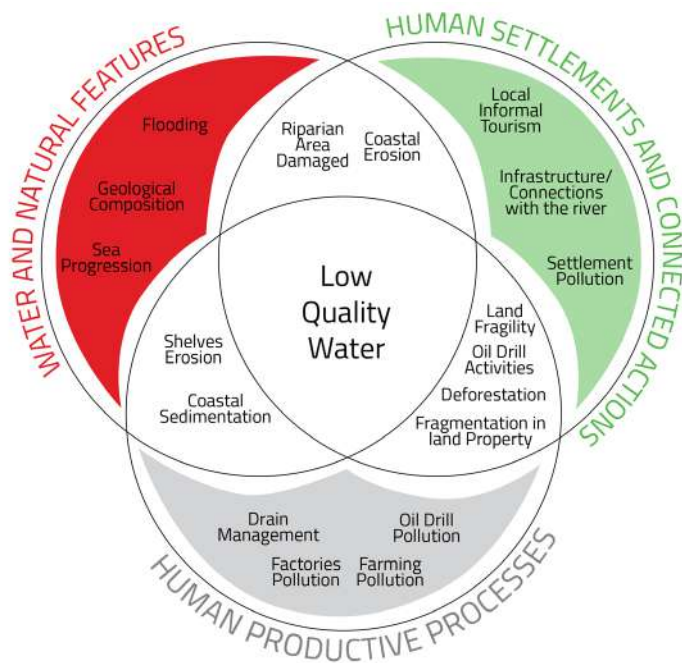 WATER AND NATURAL FEATURES
HUMAN SETTLEMENTS AND CONNECTED ACTIONS
Flooding
Geological
Composition
Sea
Progression
Riparian
Area
Damaged
Coastal
Erosion
Local
Informal
Tourism
Infrastructure/
Connections
with the river
Settlement
Pollution
Low
Quality
Water
Shelves
Erosion
Coastal
Sedimentation
Land
Fragility
Oil Drill
Activities
Deforestation
Fragmentation in
land Property
Drain
Management
Oil Drill
Pollution
Factories
Pollution
Farming
Pollution
HUMAN PRODUCTIVE PROCESSES